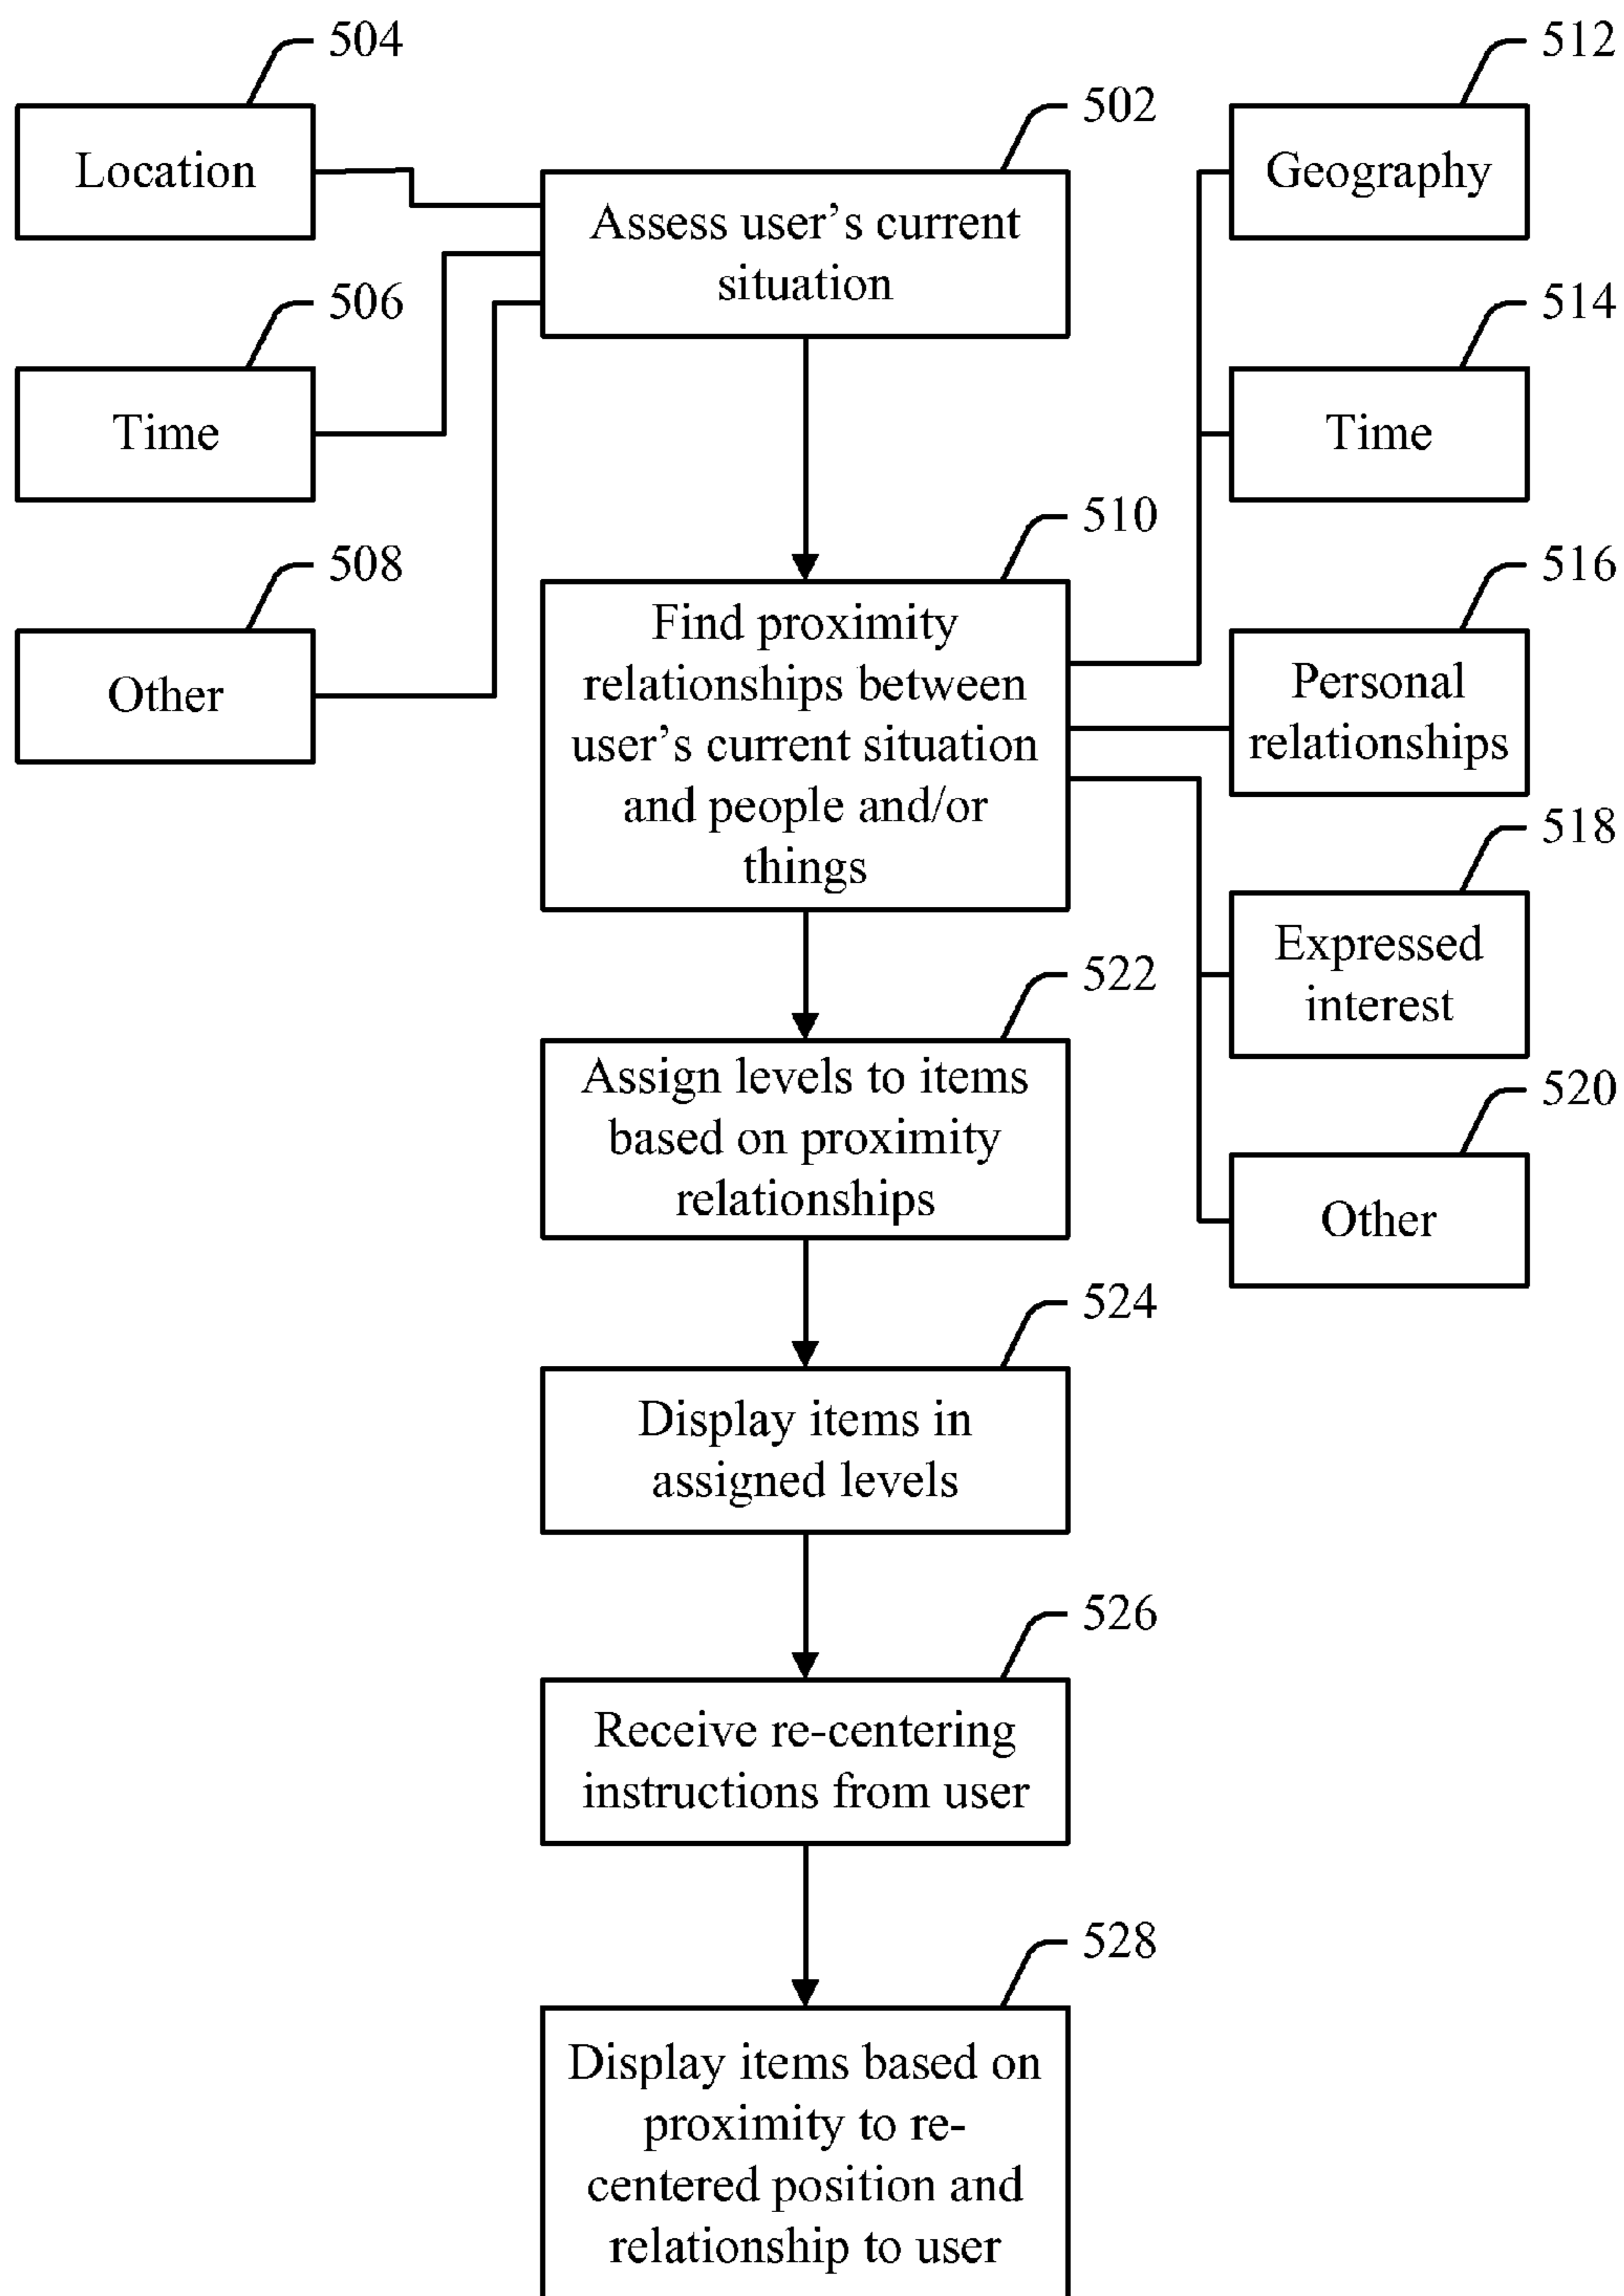 504
Location
502
Assess user’s current
situation
512
Geography
506
Time
514
Time
508
Other
510
Find proximity
relationships between
user’s current situation
and people and/or
things
516
Personal
relationships
518
Expressed
interest
520
Other
522
Assign levels to items
based on proximity
relationships
524
Display items in
assigned levels
526
Receive re-centering
instructions from user
528
Display items based on
proximity to re-
centered position and
relationship to user